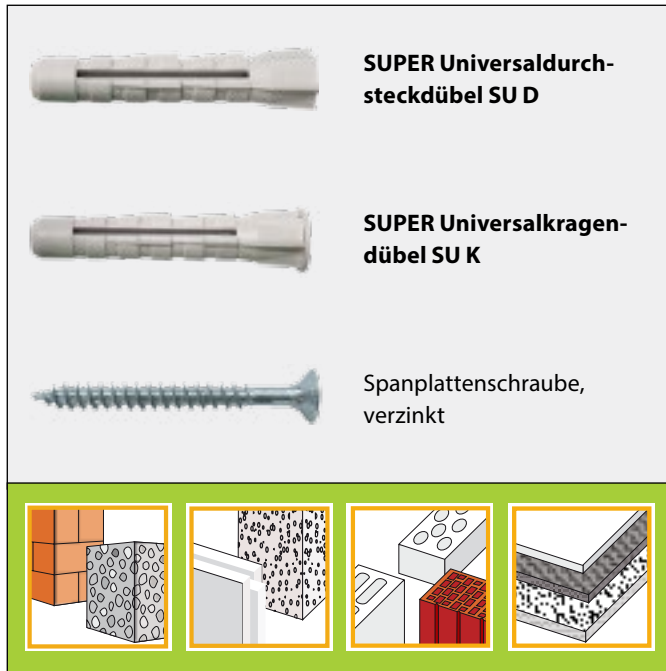 SUPER Universaldurch-
steckdübel SU D
SUPER Universalkragen-
dübel SU K
Spanplattenschraube,
verzinkt